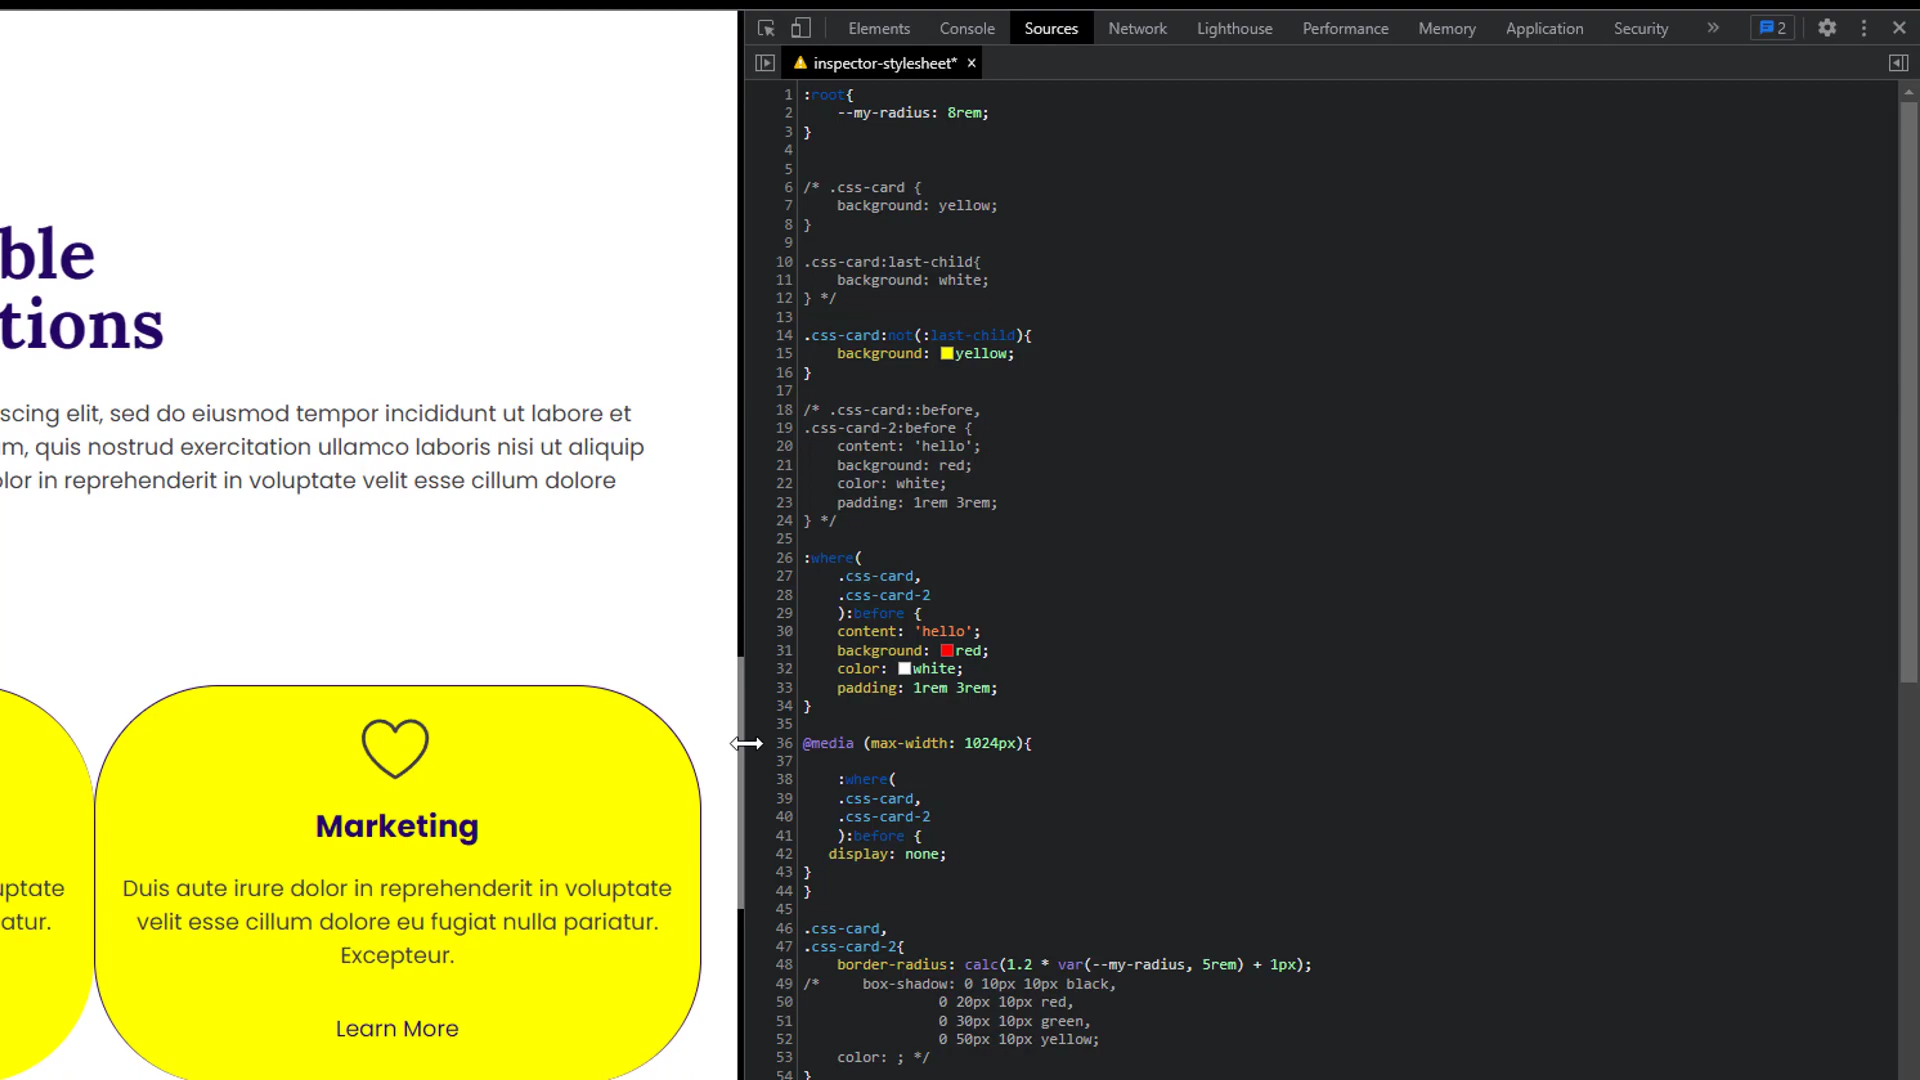 Elements Console Sources Network Lighthouse Performance Memory Application Security » 2
inspector-stylesheet* ×
ble
tions
scing elit, sed do eiusmod tempor incididunt ut labore et
m, quis nostrud exercitation ullamco laboris nisi ut aliquip
olor in reprehenderit in voluptate velit esse cillum dolore
uptate
atur.
Marketing
Duis aute irure dolor in reprehenderit in voluptate
velit esse cillum dolore eu fugiat nulla pariatur.
Excepteur.
Learn More
1 :root{
2 --my-radius: 8rem;
3 }
4
5
6 /* .css-card {
7 background: yellow;
8 }
9
10 .css-card:last-child{
11 background: white;
12 } */
13
14 .css-card:not(:last-child){
15 background: yellow;
16 }
17
18 /* .css-card::before,
19 .css-card-2:before {
20 content: 'hello';
21 background: red;
22 color: white;
23 padding: 1rem 3rem;
24 } */
25
26 :where(
27 .css-card,
28 .css-card-2
29 ):before {
30 content: 'hello';
31 background: red;
32 color: white;
33 padding: 1rem 3rem;
34 }
35
36 @media (max-width: 1024px){
37
38 :where(
39 .css-card,
40 .css-card-2
41 ):before {
42 display: none;
43 }
44 }
45
46 .css-card,
47 .css-card-2{
48 border-radius: calc(1.2 * var(--my-radius, 5rem) + 1px);
49 /* box-shadow: 0 10px 10px black,
50 0 20px 10px red,
51 0 30px 10px green,
52 0 50px 10px yellow;
53 color: ; */
54 }